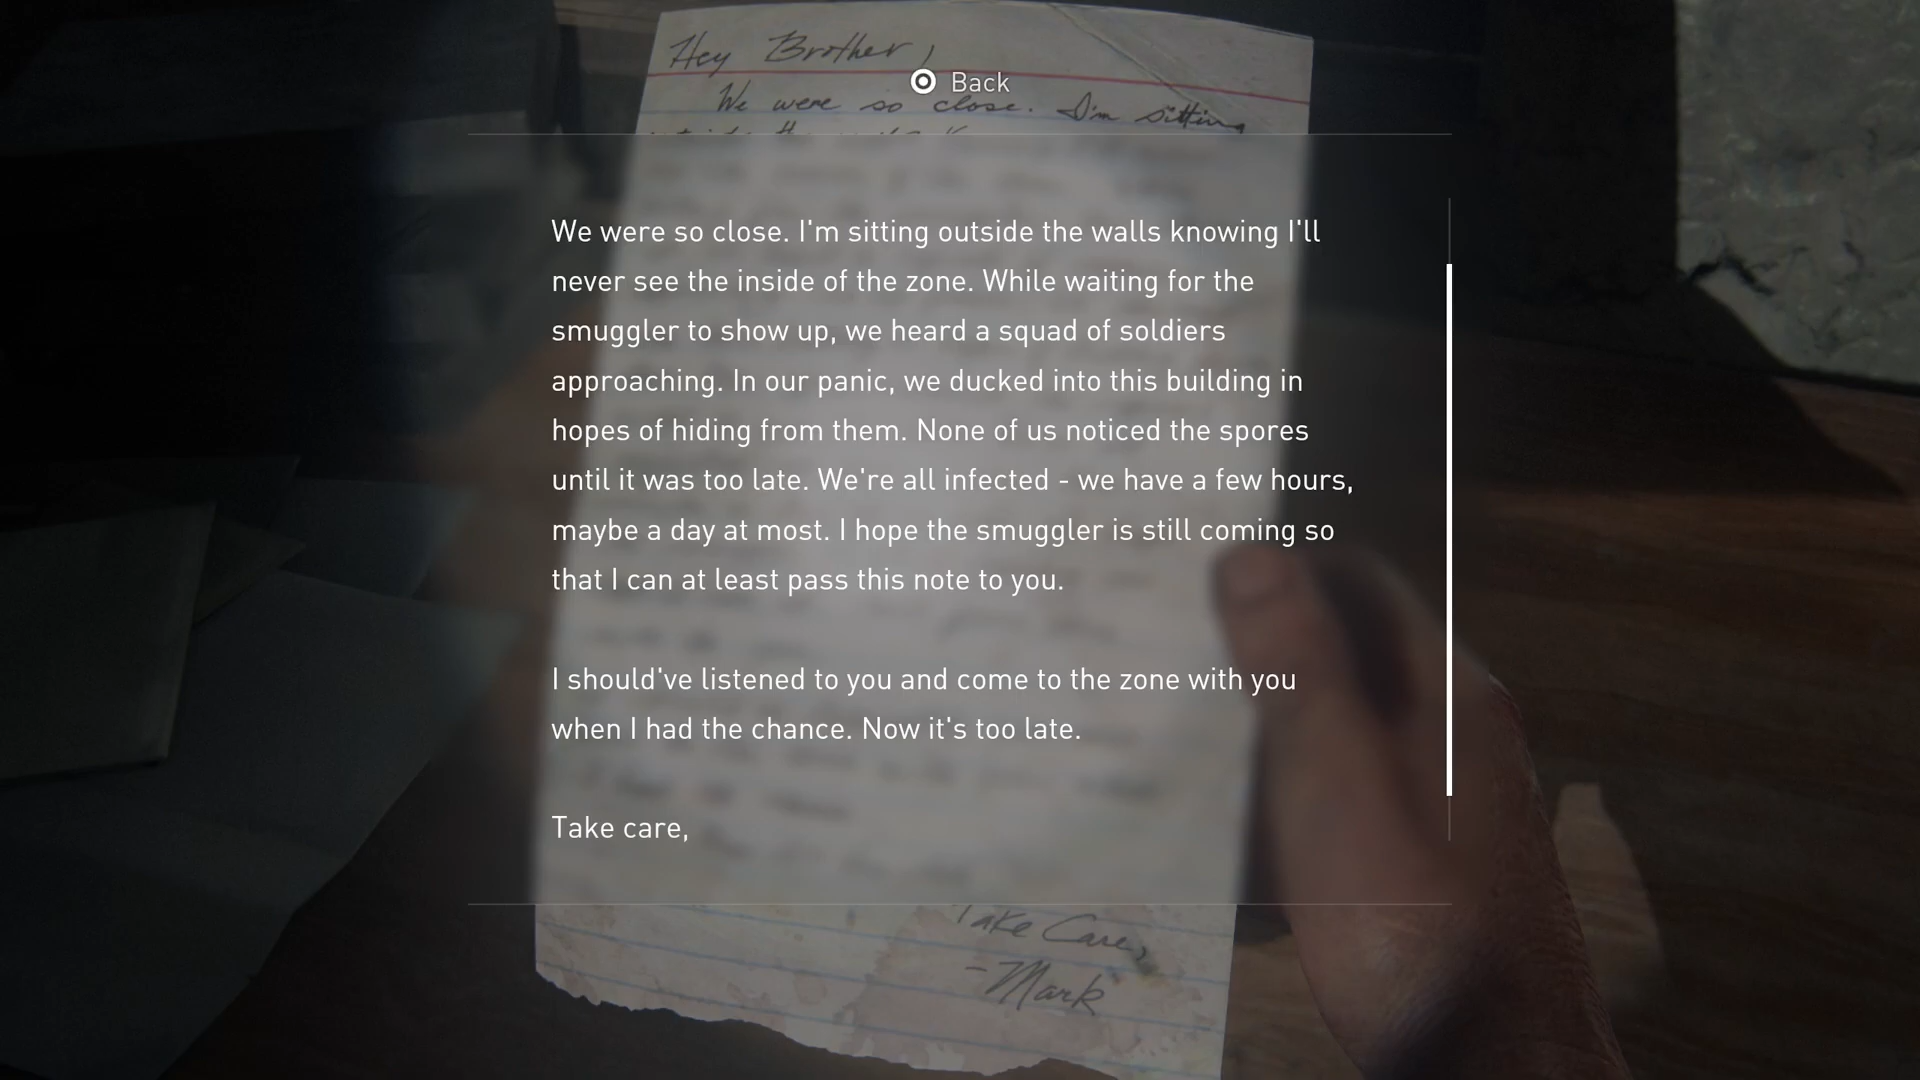 Hey Brother,
Back
We were so close. I'm sitting
We were so close. I'm sitting outside the walls knowing I'll
never see the inside of the zone. While waiting for the
smuggler to show up, we heard a squad of soldiers
approaching. In our panic, we ducked into this building in
hopes of hiding from them. None of us noticed the spores
until it was too late. We're all infected - we have a few hours,
maybe a day at most. I hope the smuggler is still coming so
that I can at least pass this note to you.
I should've listened to you and come to the zone with you
when I had the chance. Now it's too late.
Take care,
Take Care,
-Mark